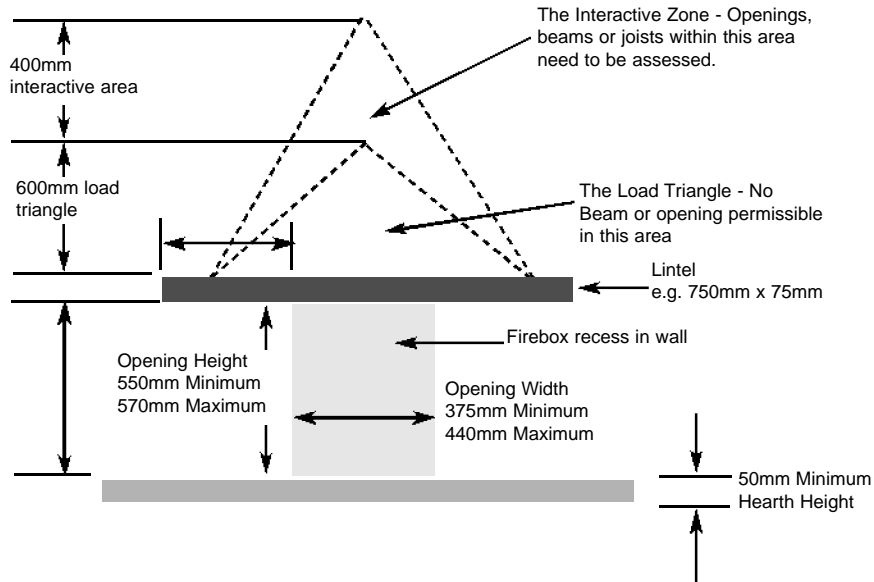 The Interactive Zone - Openings,
beams or joists within this area
need to be assessed.
400mm
interactive area
600mm load
triangle
The Load Triangle - No
Beam or opening permissible
in this area
Lintel
e.g. 750mm x 75mm
Firebox recess in wall
Opening Height
550mm Minimum
570mm Maximum
Opening Width
375mm Minimum
440mm Maximum
50mm Minimum
Hearth Height